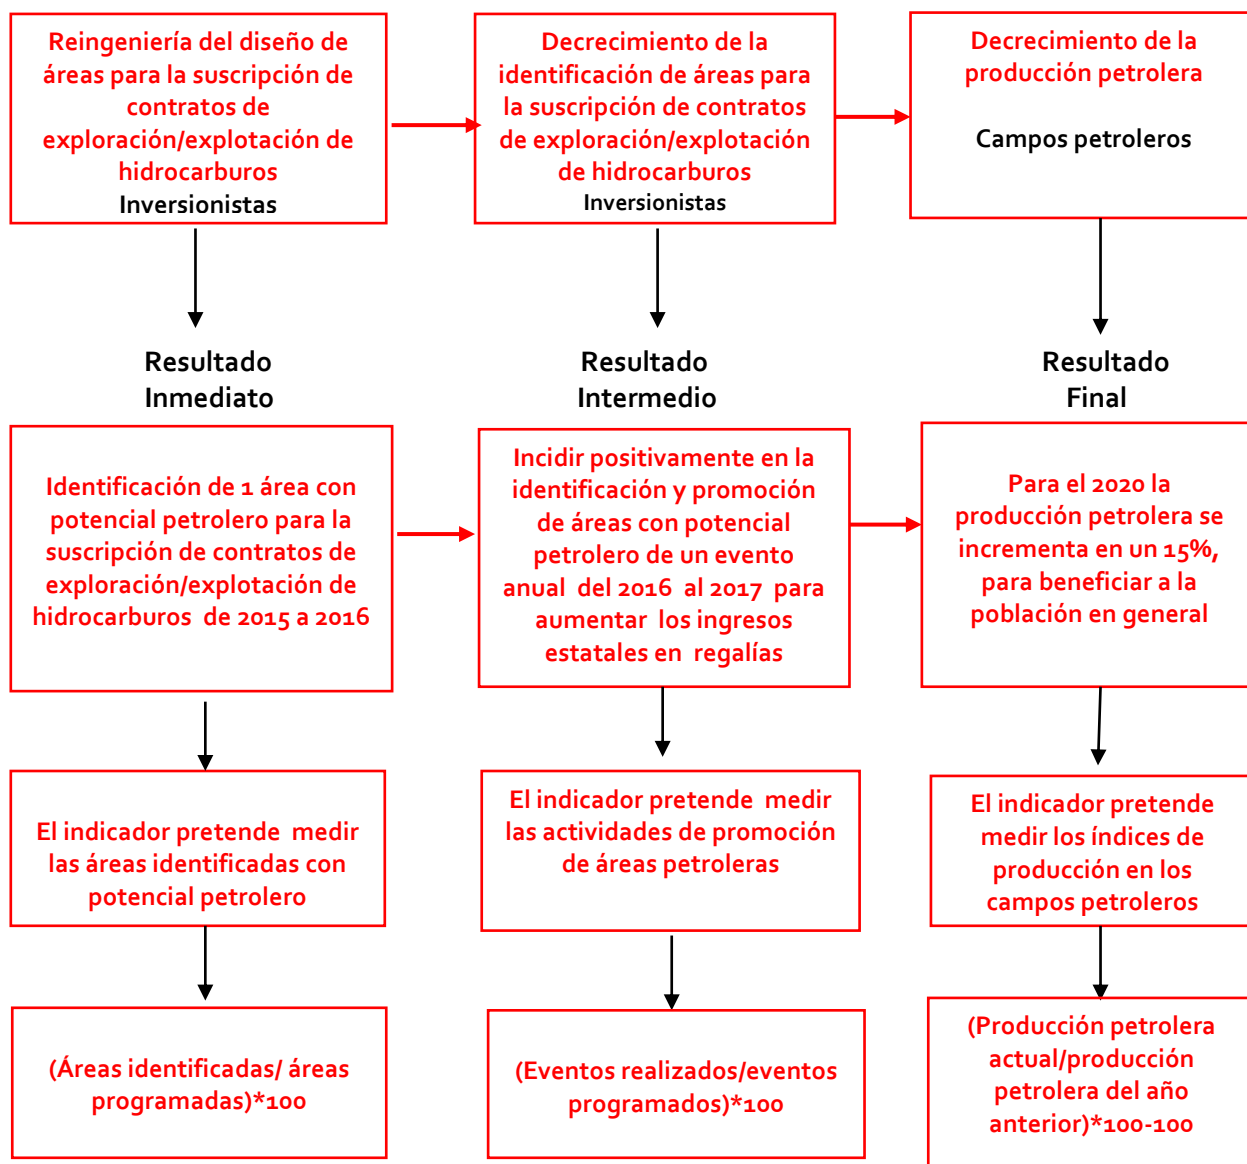 Reingeniería del diseño de
áreas para la suscripción de
contratos de
exploración/explotación de
hidrocarburos
Inversionistas
Decrecimiento de la
identificación de áreas para
la suscripción de contratos
de exploración/explotación
de hidrocarburos
Inversionistas
Decrecimiento de la
producción petrolera
Campos petroleros
Resultado
Inmediato
Resultado
Intermedio
Resultado
Final
Identificación de 1 área con
potencial petrolero para la
suscripción de contratos de
exploración/explotación de
hidrocarburos de 2015 a 2016
Incidir positivamente en la
identificación y promoción
de áreas con potencial
petrolero de un evento
anual del 2016 al 2017 para
aumentar los ingresos
estatales en regalías
Para el 2020 la
producción petrolera se
incrementa en un 15%,
para beneficiar a la
población en general
El indicador pretende medir
las áreas identificadas con
potencial petrolero
El indicador pretende medir
las actividades de promoción
de áreas petroleras
El indicador pretende
medir los índices de
producción en los
campos petroleros
(Áreas identificadas/ áreas
programadas)*100
(Eventos realizados/eventos
programados)*100
(Producción petrolera
actual/producción
petrolera del año
anterior)*100-100